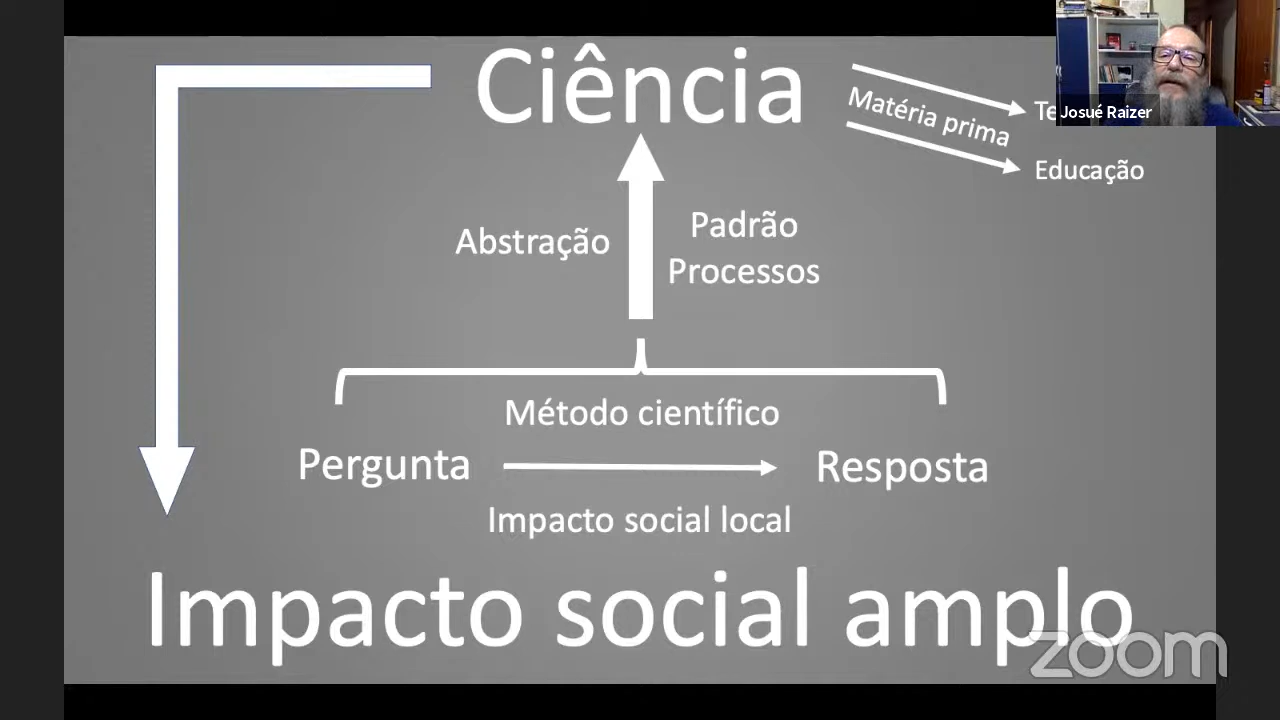 Ciência
Matéria prima
Josué Raizer
Educação
Abstração
Padrão
Processos
Método científico
Pergunta
Resposta
Impacto social local
Impacto social amplo
zoom